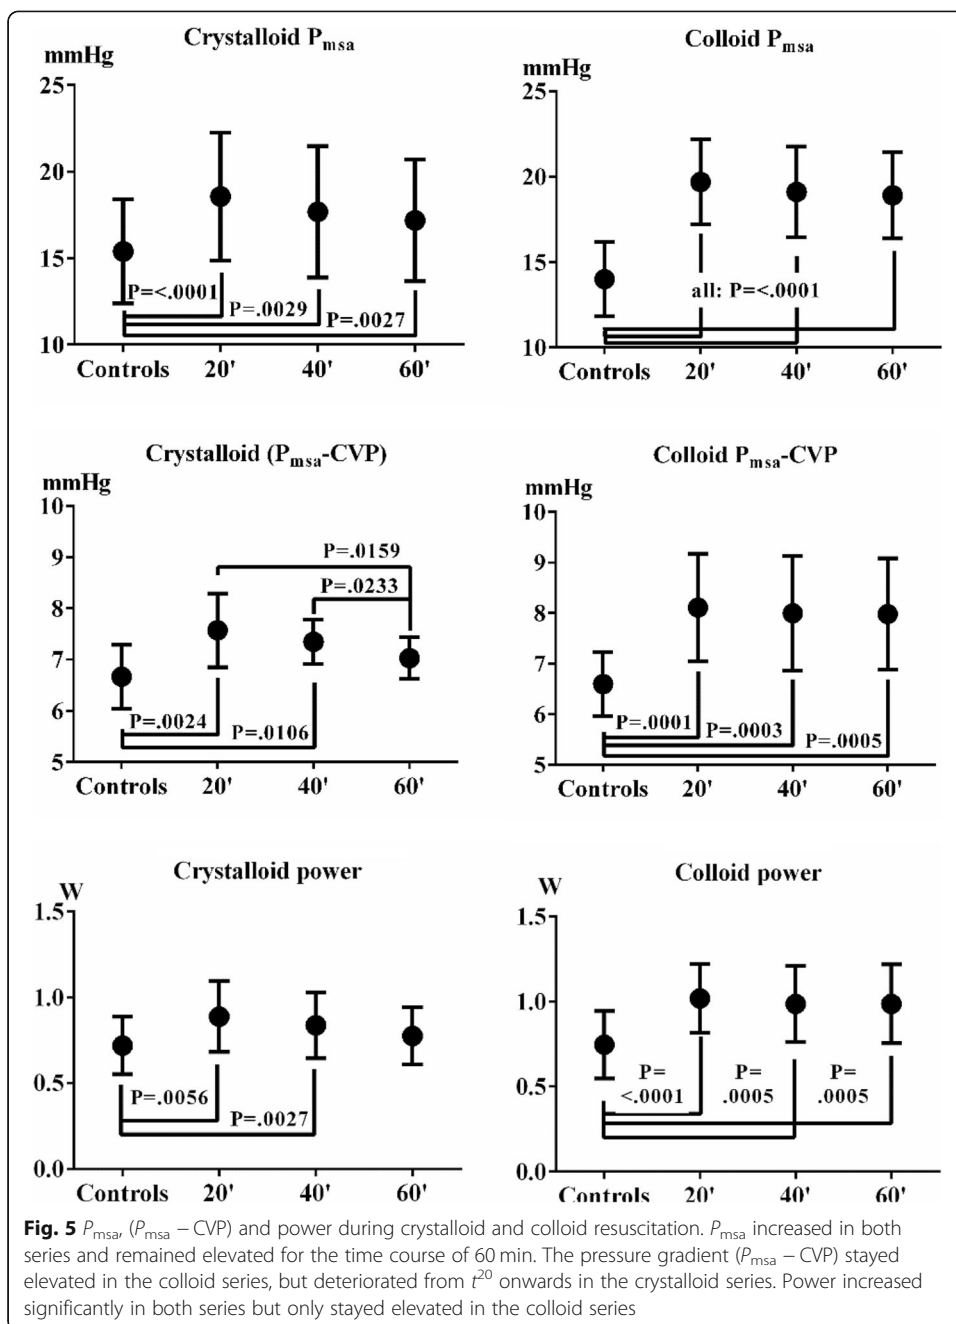 Crystalloid Pmsa
mmHg
25
20
15
10
P=<.0001
P=.0029
P=.0027
Controls 20' 40' 60'
Colloid Pmsa
mmHg
25
20
15
10
all: P=<.0001
Controls 20' 40' 60'
Crystalloid (Pmsa-CVP)
mmHg
10
9
8
7
6
5
P=.0159
P=.0233
P=.0024
P=.0106
Controls 20' 40' 60'
Colloid Pmsa-CVP
mmHg
10
9
8
7
6
5
P=.0001
P=.0003
P=.0005
Controls 20' 40' 60'
Crystalloid power
W
1.5
1.0
0.5
0.0
P=.0056
P=.0027
Controls 20' 40' 60'
Colloid power
W
1.5
1.0
0.5
0.0
P= P= P=
<.0001 .0005 .0005
Controls 20' 40' 60'
Fig. 5 Pmsa, (Pmsa – CVP) and power during crystalloid and colloid resuscitation. Pmsa increased in both
series and remained elevated for the time course of 60 min. The pressure gradient (Pmsa – CVP) stayed
elevated in the colloid series, but deteriorated from t20 onwards in the crystalloid series. Power increased
significantly in both series but only stayed elevated in the colloid series